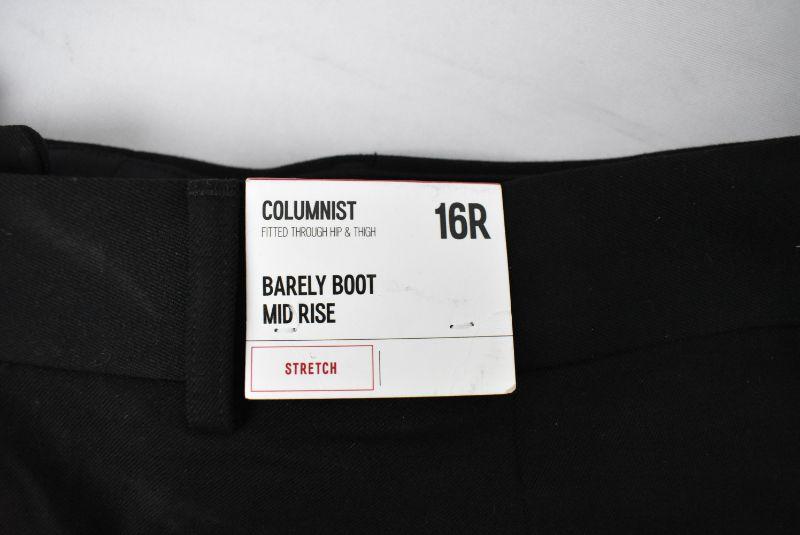 COLUMNIST 16R
FITTED THROUGH HIP & THIGH
BARELY BOOT
MID RISE
STRETCH